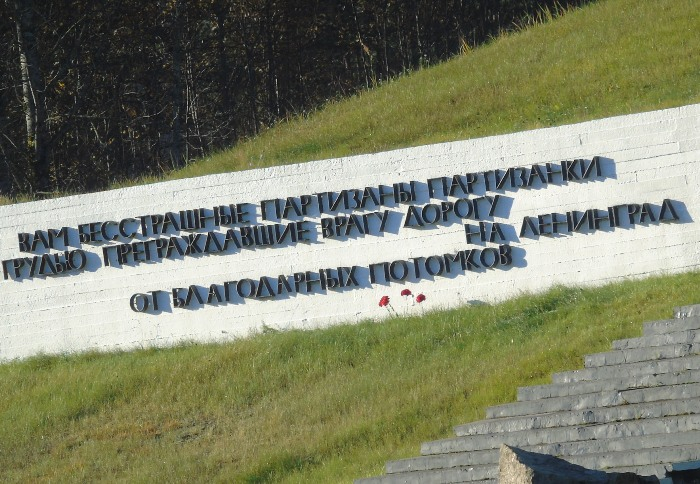 ВАМ БЕССТРАШНЫЕ ПАРТИЗАНЫ ПАРТИЗАНКИ
ГРУДЬЮ ПРЕГРАЖДАВШИЕ ВРАГУ ДОРОГУ НА ЛЕНИНГРАД
ОТ БЛАГОДАРНЫХ ПОТОМКОВ